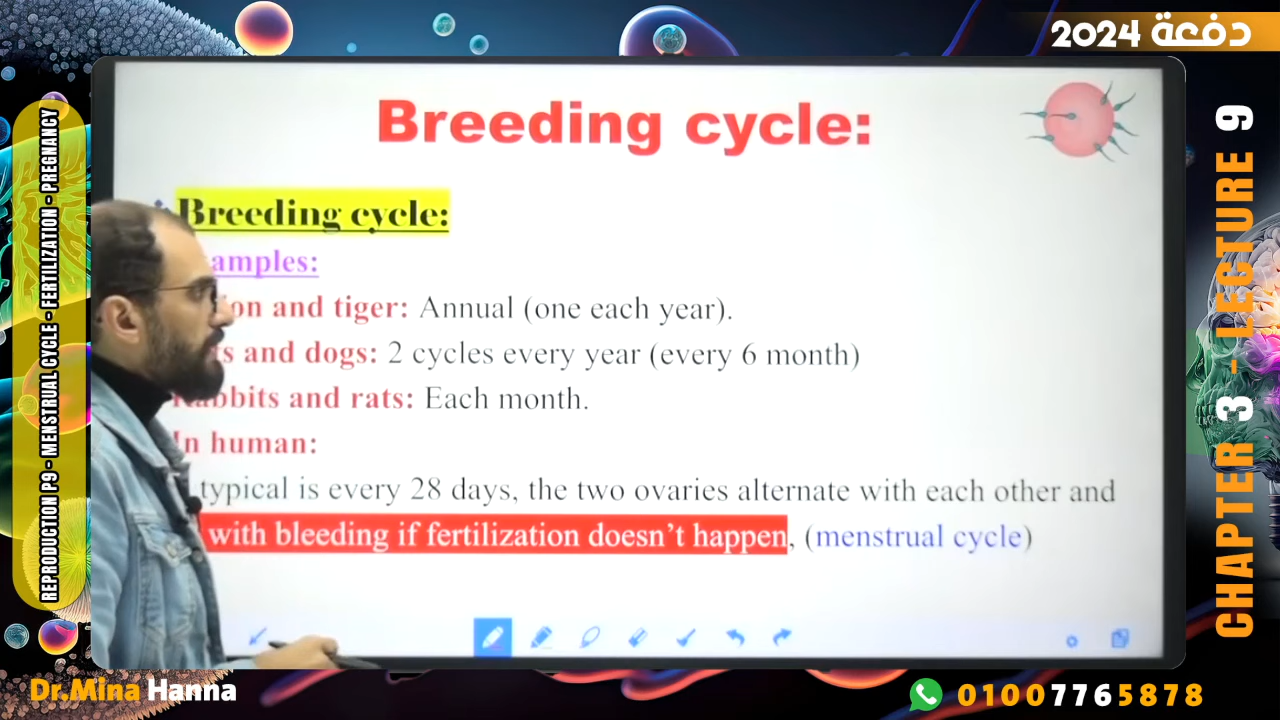 دفعة 2024
REPRODUCTION P9 - MENSTRUAL CYCLE - FERTILIZATION - PREGNANCY
Breeding cycle:
Breeding cycle:
amples:
on and tiger: Annual (one each year).
ts and dogs: 2 cycles every year (every 6 month)
Rabbits and rats: Each month.
In human:
typical is every 28 days, the two ovaries alternate with each other and
with bleeding if fertilization doesn't happen, (menstrual cycle)
CHAPTER 3 - LECTURE 9
Dr.Mina Hanna
01007765878